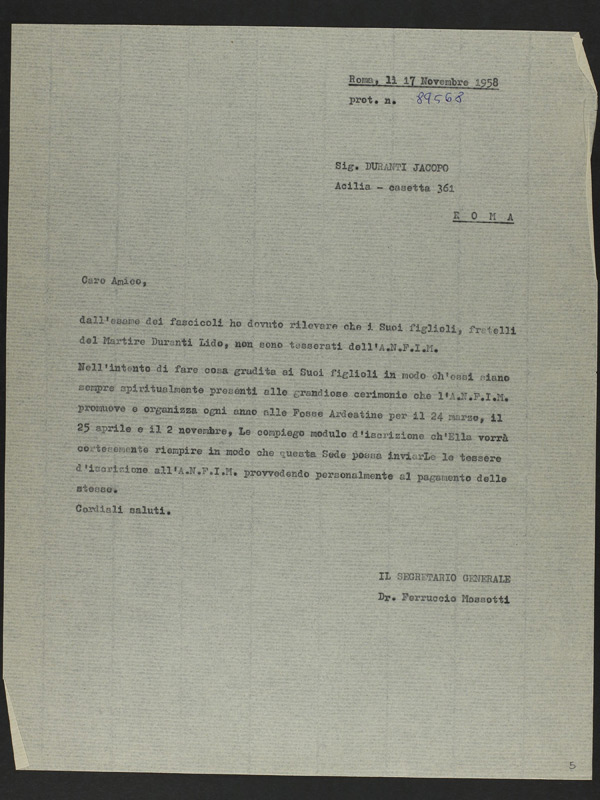 Roma, lì 17 Novembre 1958
prot. n. 89568
Sig. DURANTI JACOPO
Acilia - casetta 361
R O M A
Caro Amico,
dall'esame dei fascicoli ho dovuto rilevare che i Suoi figlioli, fratelli
del Martire Duranti Lido, non sono tesserati dell'A.N.F.I.M.
Nell'intento di fare cosa gradita ai Suoi figlioli in modo ch'essi siano
sempre spiritualmente presenti alle grandiose cerimonie che l'A.N.F.I.M.
promuove e organizza ogni anno alle Fosse Ardeatine per il 24 marzo, il
25 aprile e il 2 novembre, Le compiego modulo d'iscrizione ch'Ella vorrà
cortesemente riempire in modo che questa Sede possa inviarLe le tessere
d'iscrizione all'A.N.F.I.M. provvedendo personalmente al pagamento delle
stesse.
Cordiali saluti.
IL SEGRETARIO GENERALE
Dr. Ferruccio Mossotti
5